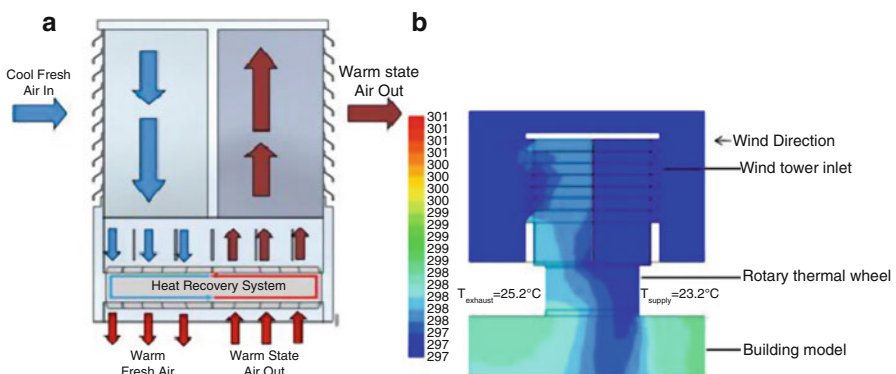 a
b
Cool Fresh
Air In
Warm state
Air Out
Heat Recovery System
Warm
Fresh Air
Warm State
Air Out
301
301
301
301
300
300
300
300
299
299
299
299
298
298
298
298
298
297
297
Wind Direction
Wind tower inlet
Rotary thermal wheel
T exhaust=25.2°C
T supply=23.2°C
Building model